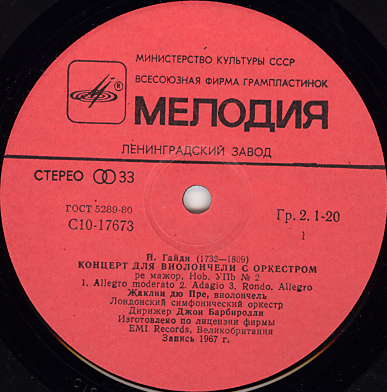 МИНИСТЕРСТВО КУЛЬТУРЫ СССР
ВСЕСОЮЗНАЯ ФИРМА ГРАМПЛАСТИНОК
®
МЕЛОДИЯ
ЛЕНИНГРАДСКИЙ ЗАВОД
СТЕРЕО 33
ГОСТ 5289-80
С10-17673
Гр. 2. 1-20
1
Й. Гайдн (1732—1809)
КОНЦЕРТ ДЛЯ ВИОЛОНЧЕЛИ С ОРКЕСТРОМ
ре мажор, Hob. VIIb № 2
1. Allegro moderato 2. Adagio 3. Rondo. Allegro
Жаклин дю Пре, виолончель
Лондонский симфонический оркестр
Дирижер Джон Барбиролли
Изготовлено по лицензии фирмы
EMI Records, Великобритания
Запись 1967 г.